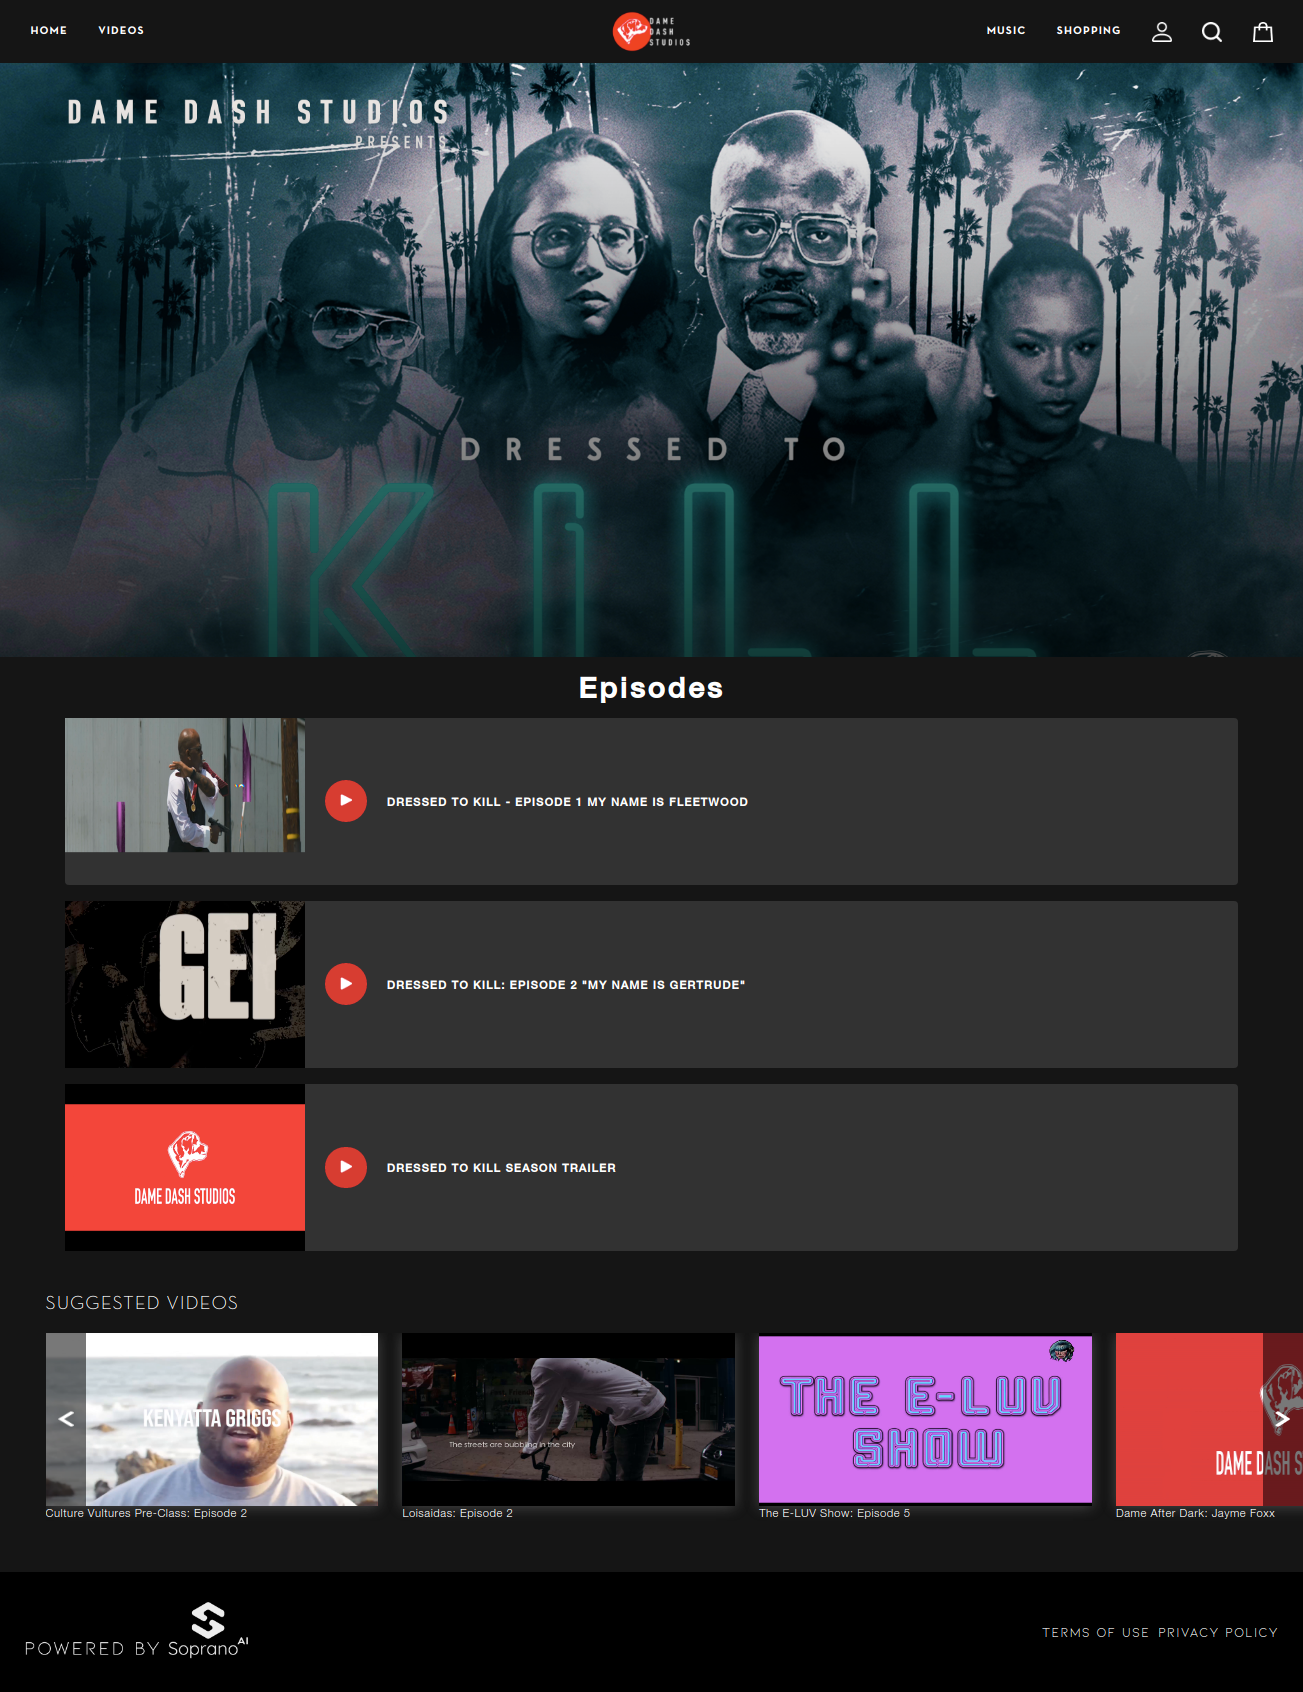 HOME
VIDEOS
DAME
DASH
STUDIOS
MUSIC
SHOPPING
DAME DASH STUDIOS
PRESENTS
DRESSED TO
KiLL
Episodes
DRESSED TO KILL - EPISODE 1 MY NAME IS FLEETWOOD
GEI
DRESSED TO KILL: EPISODE 2 "MY NAME IS GERTRUDE"
DAME DASH STUDIOS
DRESSED TO KILL SEASON TRAILER
SUGGESTED VIDEOS
KENYATTA GRIGGS
The streets are bubbling in the city
THE E-LUV
SHOW
DAME DASH S
Culture Vultures Pre-Class: Episode 2
Loisaidas: Episode 2
The E-LUV Show: Episode 5
Dame After Dark: Jayme Foxx
POWERED BY SopranoAI
TERMS OF USE PRIVACY POLICY